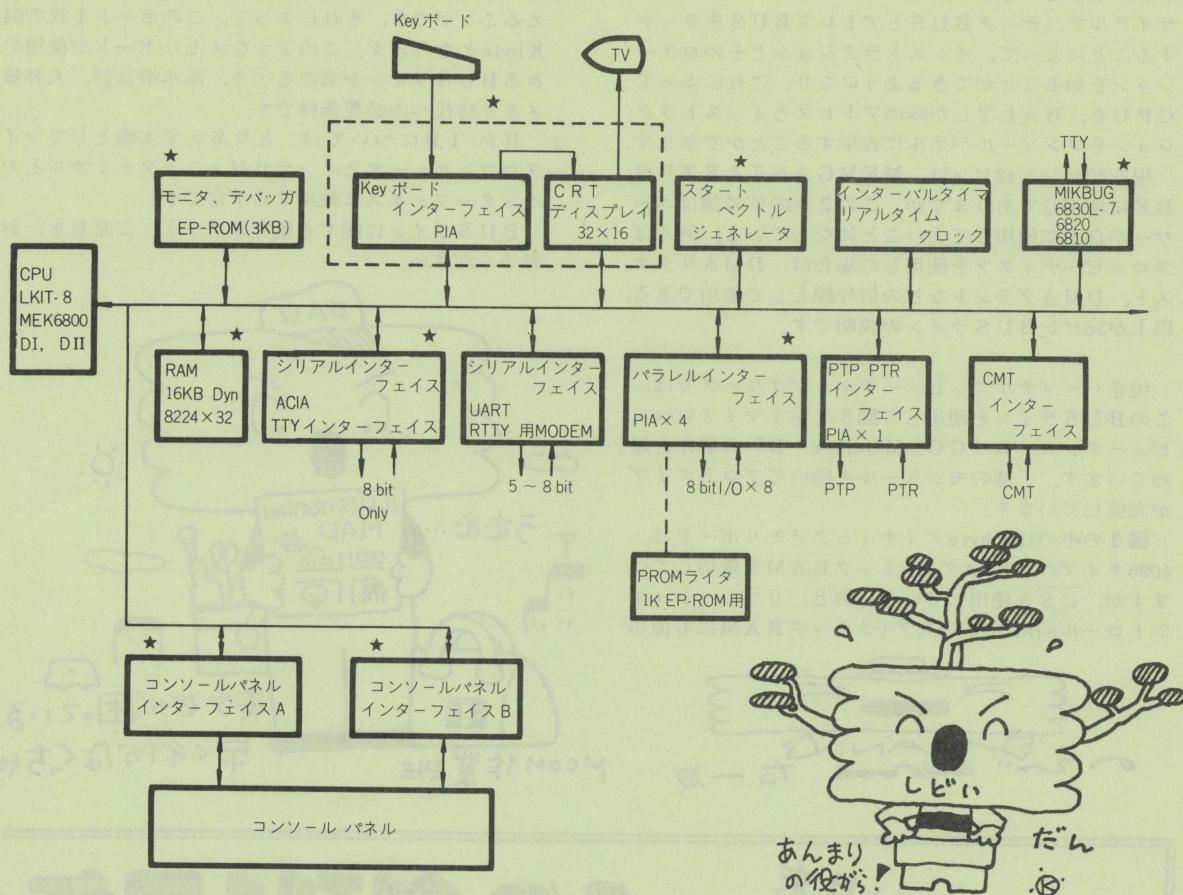 Keyボード
TV
TTY
モニタ、デバッガ
EP-ROM(3KB)
Keyボード
インターフェイス
PIA
CRT
ディスプレイ
32×16
スタート
ベクトル
ジェネレータ
インターバルタイマ
リアルタイム
クロック
MIKBUG
6830L-7
6820
6810
CPU
LKIT-8
MEK6800
DI, DII
RAM
16KB Dyn
8224×32
シリアルインター
フェイス
ACIA
TTYインターフェイス
シリアルインター
フェイス
UART
RTTY 用MODEM
パラレルインター
フェイス
PIA×4
PTP PTR
インター
フェイス
PIA×1
CMT
インター
フェイス
8bit
Only
5~8bit
8bitI/O×8
PTP
PTR
CMT
PROMライタ
1K EP-ROM用
コンソールパネル
インターフェイスA
コンソールパネル
インターフェイスB
コンソール パネル
しどい
あんまり
の役がら!
だん